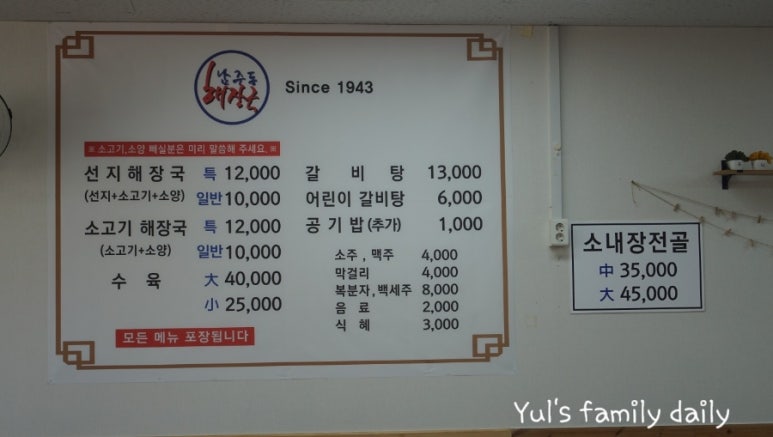 남주동
해장국
Since 1943
※ 소고기,소양 빼실분은 미리 말씀해 주세요. ※
선지해장국 특 12,000
(선지+소고기+소양) 일반 10,000
소고기 해장국 특 12,000
(소고기+소양) 일반 10,000
수 육 大 40,000
小 25,000
모든 메뉴 포장됩니다
갈 비 탕 13,000
어린이 갈비탕 6,000
공 기 밥 (추가) 1,000
소주 , 맥주 4,000
막걸리 4,000
복분자 , 백세주 8,000
음 료 2,000
식 혜 3,000
소내장전골
中 35,000
大 45,000
Yul's family daily